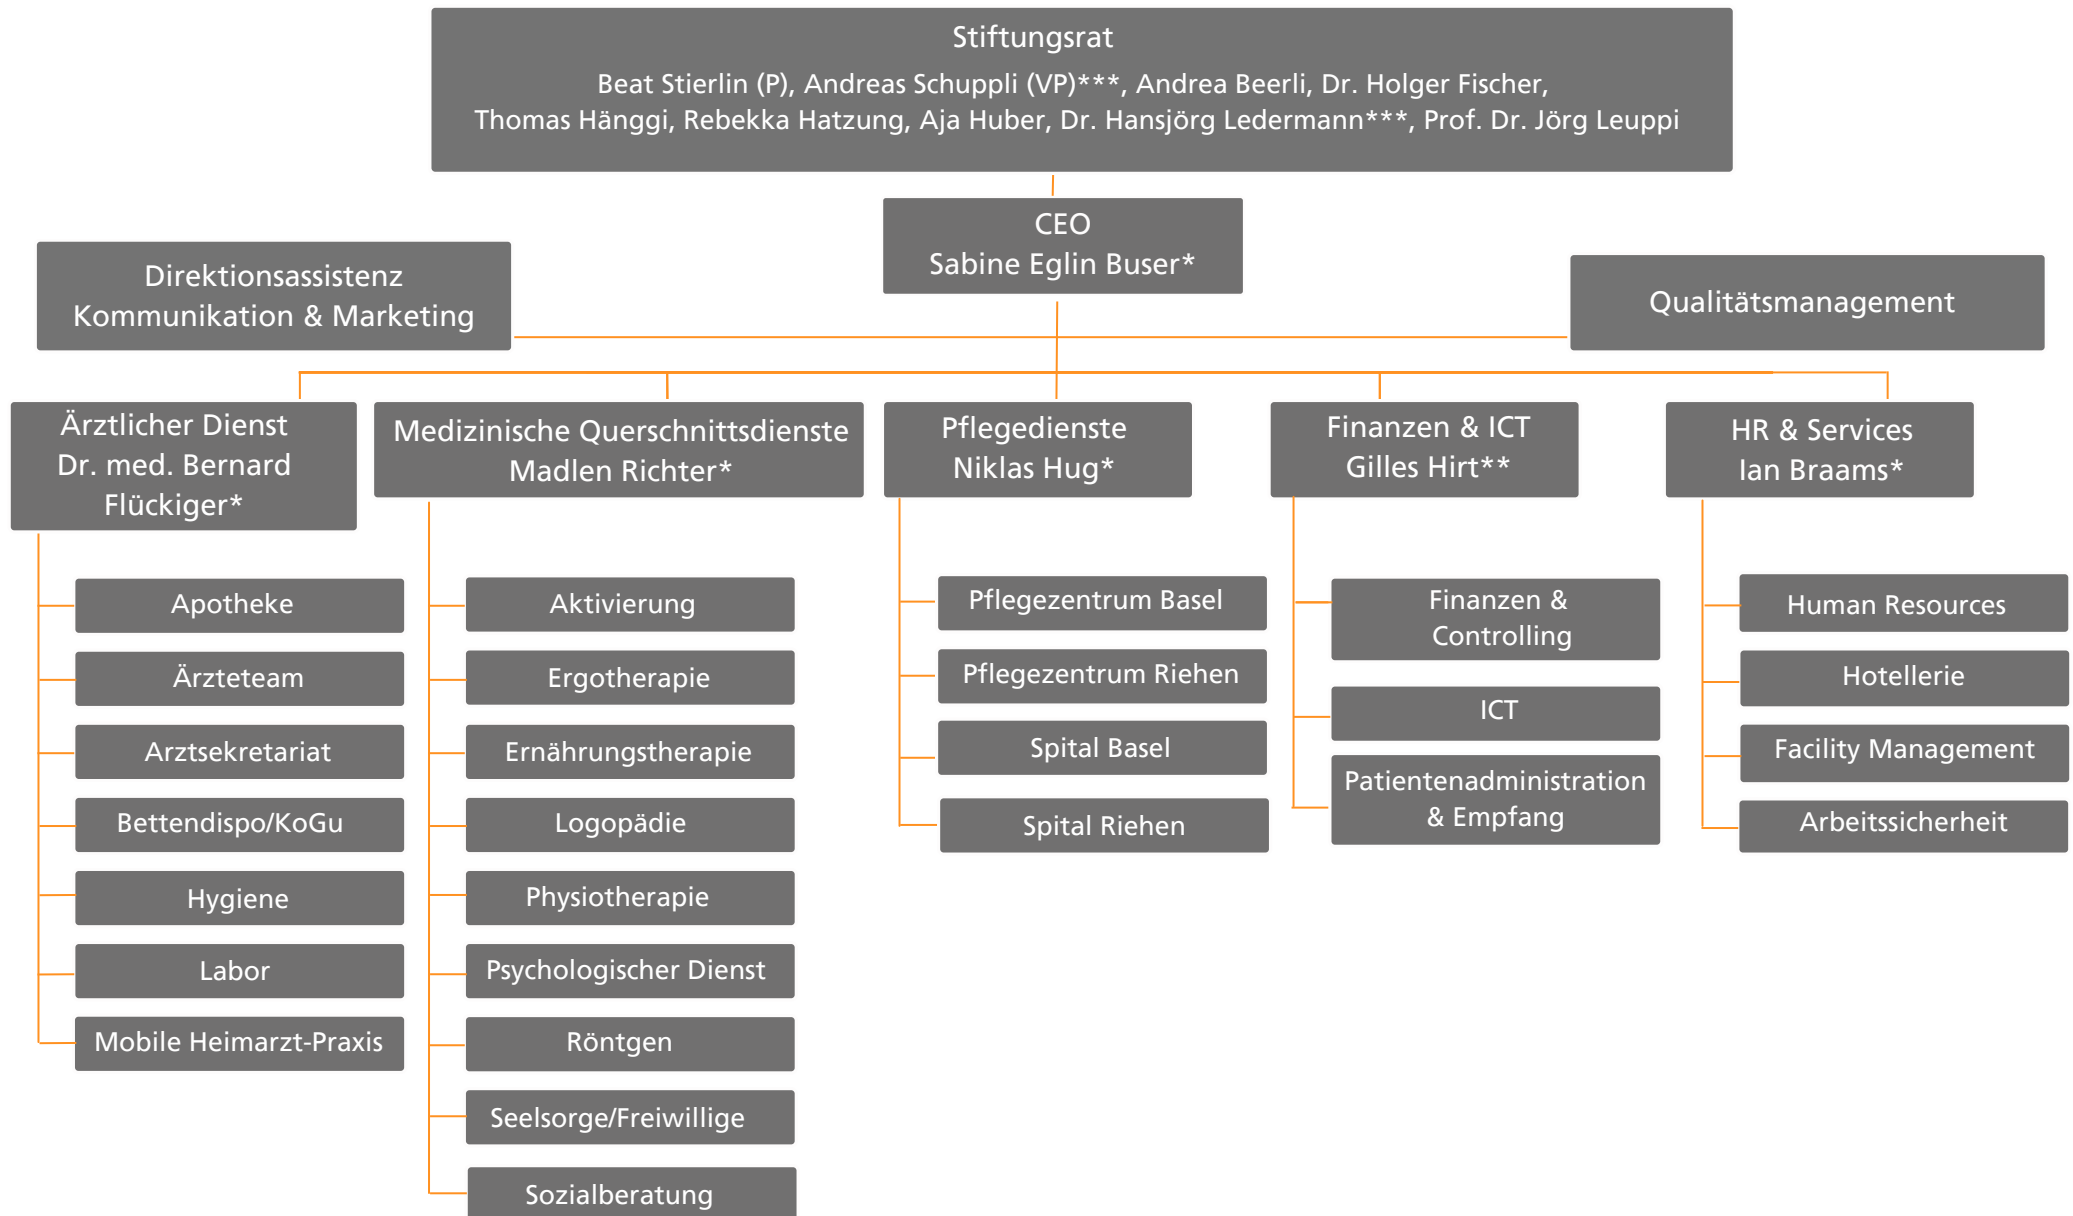 Stiftungsrat
Beat Stierlin (P), Andreas Schuppli (VP)***, Andrea Beerli, Dr. Holger Fischer,
Thomas Hänggi, Rebekka Hatzung, Aja Huber, Dr. Hansjörg Ledermann***, Prof. Dr. Jörg Leuppi
CEO
Sabine Eglin Buser*
Direktionsassistenz
Kommunikation & Marketing
Qualitätsmanagement
Ärztlicher Dienst
Dr. med. Bernard
Flückiger*
Apotheke
Ärzteteam
Arztsekretariat
Bettendispo/KoGu
Hygiene
Labor
Mobile Heimarzt-Praxis
Medizinische Querschnittsdienste
Madlen Richter*
Aktivierung
Ergotherapie
Ernährungstherapie
Logopädie
Physiotherapie
Psychologischer Dienst
Röntgen
Seelsorge/Freiwillige
Sozialberatung
Pflegedienste
Niklas Hug*
Pflegezentrum Basel
Pflegezentrum Riehen
Spital Basel
Spital Riehen
Finanzen & ICT
Gilles Hirt**
Finanzen &
Controlling
ICT
Patientenadministration
& Empfang
HR & Services
Ian Braams*
Human Resources
Hotellerie
Facility Management
Arbeitssicherheit